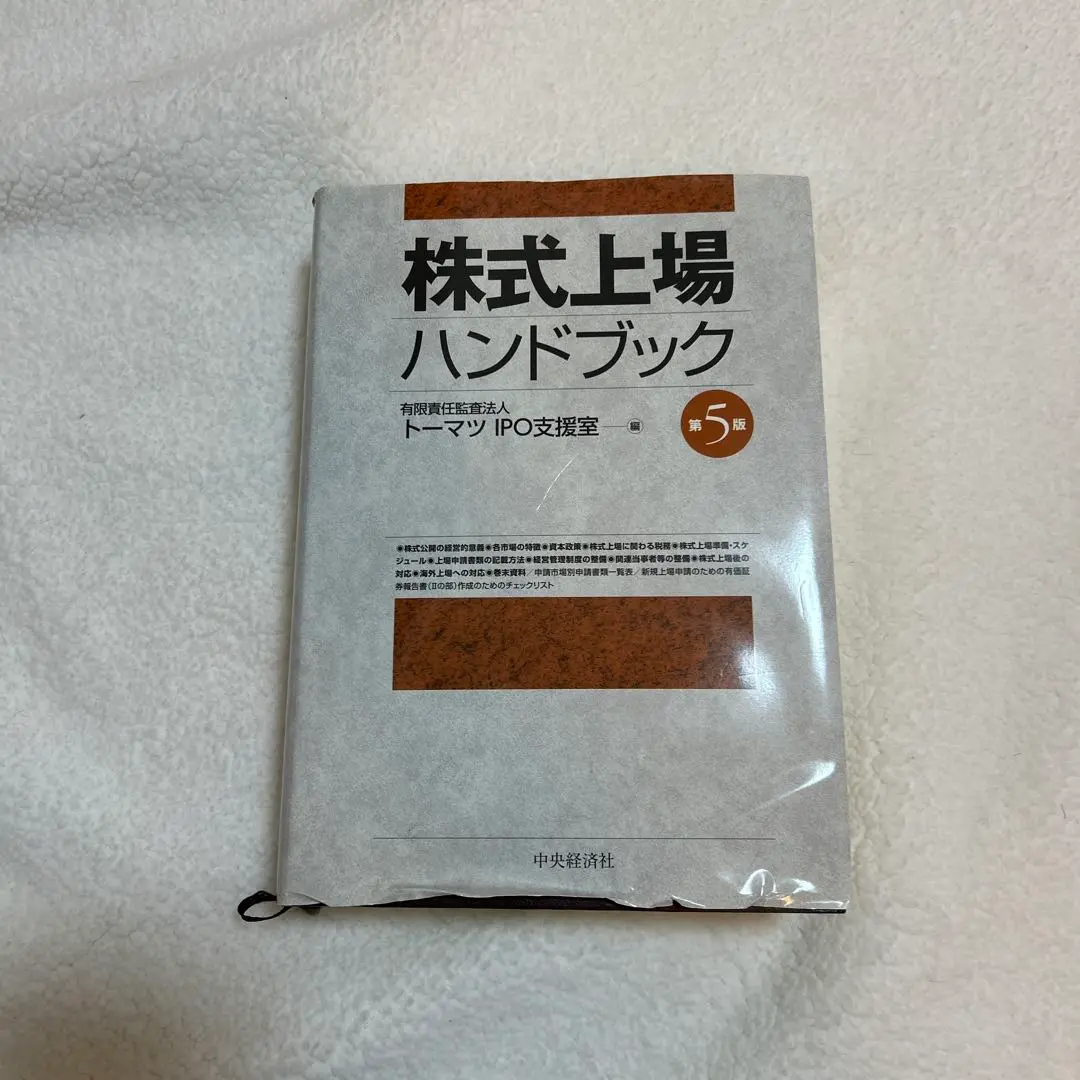 株式上場
ハンドブック
有限責任監査法人
トーマツ IPO支援室―㊢編
第5版
●株式公開の経営的意義●各市場の特徴●資本政策●株式上場に関わる税務●株式上場準備・スケ
ジュール●上場申請書類の記載方法●経営管理制度の整備●関連当事者等の整備●株式上場後の
対応●海外上場への対応●巻末資料／申請市場別申請書類一覧表／新規上場申請のための有価証
券報告書(Ⅱの部)作成のためのチェックリスト
中央経済社